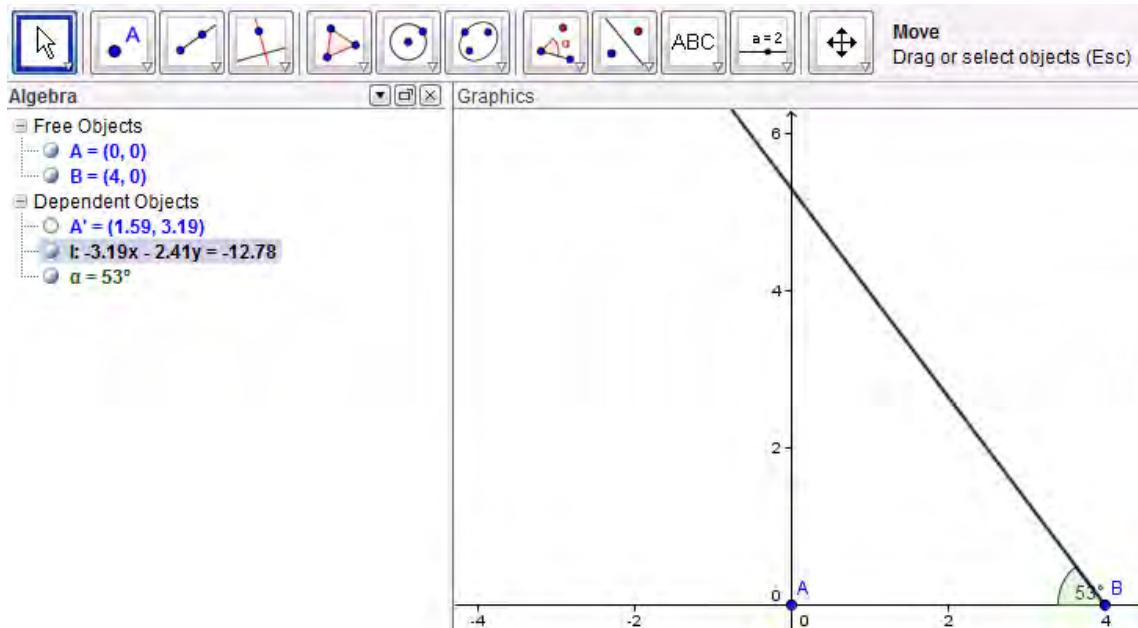 A
α
ABC
a=2
Move
Drag or select objects (Esc)
Algebra
Graphics
Free Objects
A = (0, 0)
B = (4, 0)
Dependent Objects
A' = (1.59, 3.19)
l: -3.19x - 2.41y = -12.78
α = 53°
6
4
2
0
A
53°
B
-4
-2
0
2
4